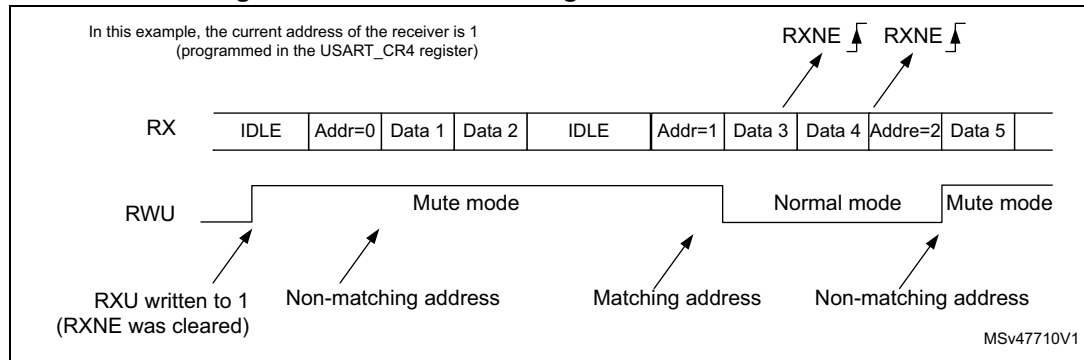 In this example, the current address of the receiver is 1
(programmed in the USART_CR4 register)
RXNE RXNE
RX IDLE Addr=0 Data 1 Data 2 IDLE Addr=1 Data 3 Data 4 Addre=2 Data 5
RWU Mute mode Normal mode Mute mode
RXU written to 1
(RXNE was cleared)
Non-matching address Matching address Non-matching address
MSv47710V1